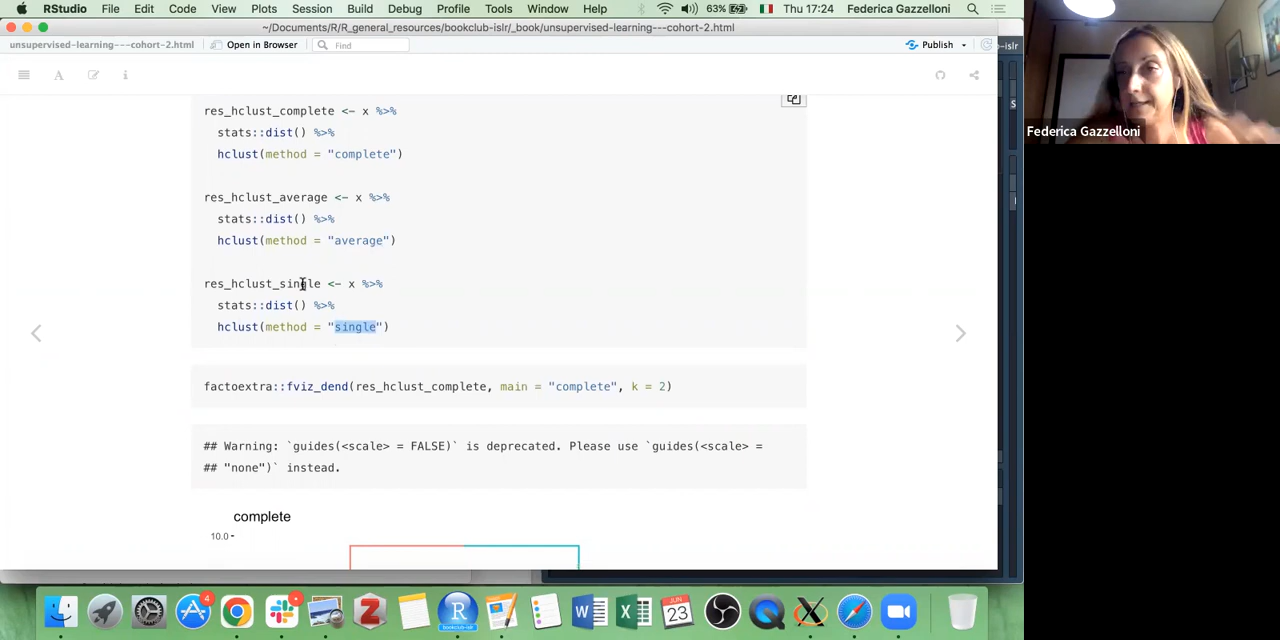 RStudio File Edit Code View Plots Session Build Debug Profile Tools Window Help 63% Thu 17:24 Federica Gazzelloni
~/Documents/R/R_general_resources/bookclub-islr/_book/unsupervised-learning---cohort-2.html
unsupervised-learning---cohort-2.html Open in Browser Find Publish
res_hclust_complete <- x %>%
stats::dist() %>%
hclust(method = "complete")
res_hclust_average <- x %>%
stats::dist() %>%
hclust(method = "average")
res_hclust_single <- x %>%
stats::dist() %>%
hclust(method = "single")
factoextra::fviz_dend(res_hclust_complete, main = "complete", k = 2)
## Warning: `guides(<scale> = FALSE)` is deprecated. Please use `guides(<scale> =
## "none")` instead.
complete
10.0
Federica Gazzelloni
4
JUN
23